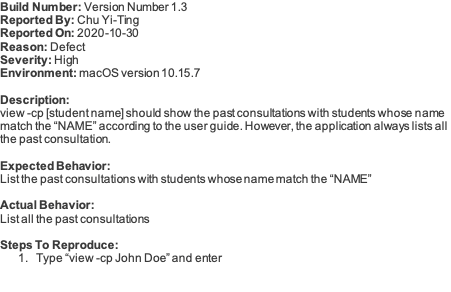 Build Number: Version Number 1.3
Reported By: Chu Yi-Ting
Reported On: 2020-10-30
Reason: Defect
Severity: High
Environment: macOS version 10.15.7
Description:
view -cp [student name] should show the past consultations with students whose name
match the “NAME” according to the user guide. However, the application always lists all
the past consultation.
Expected Behavior:
List the past consultations with students whose name match the “NAME”
Actual Behavior:
List all the past consultations
Steps To Reproduce:
1. Type “view -cp John Doe” and enter